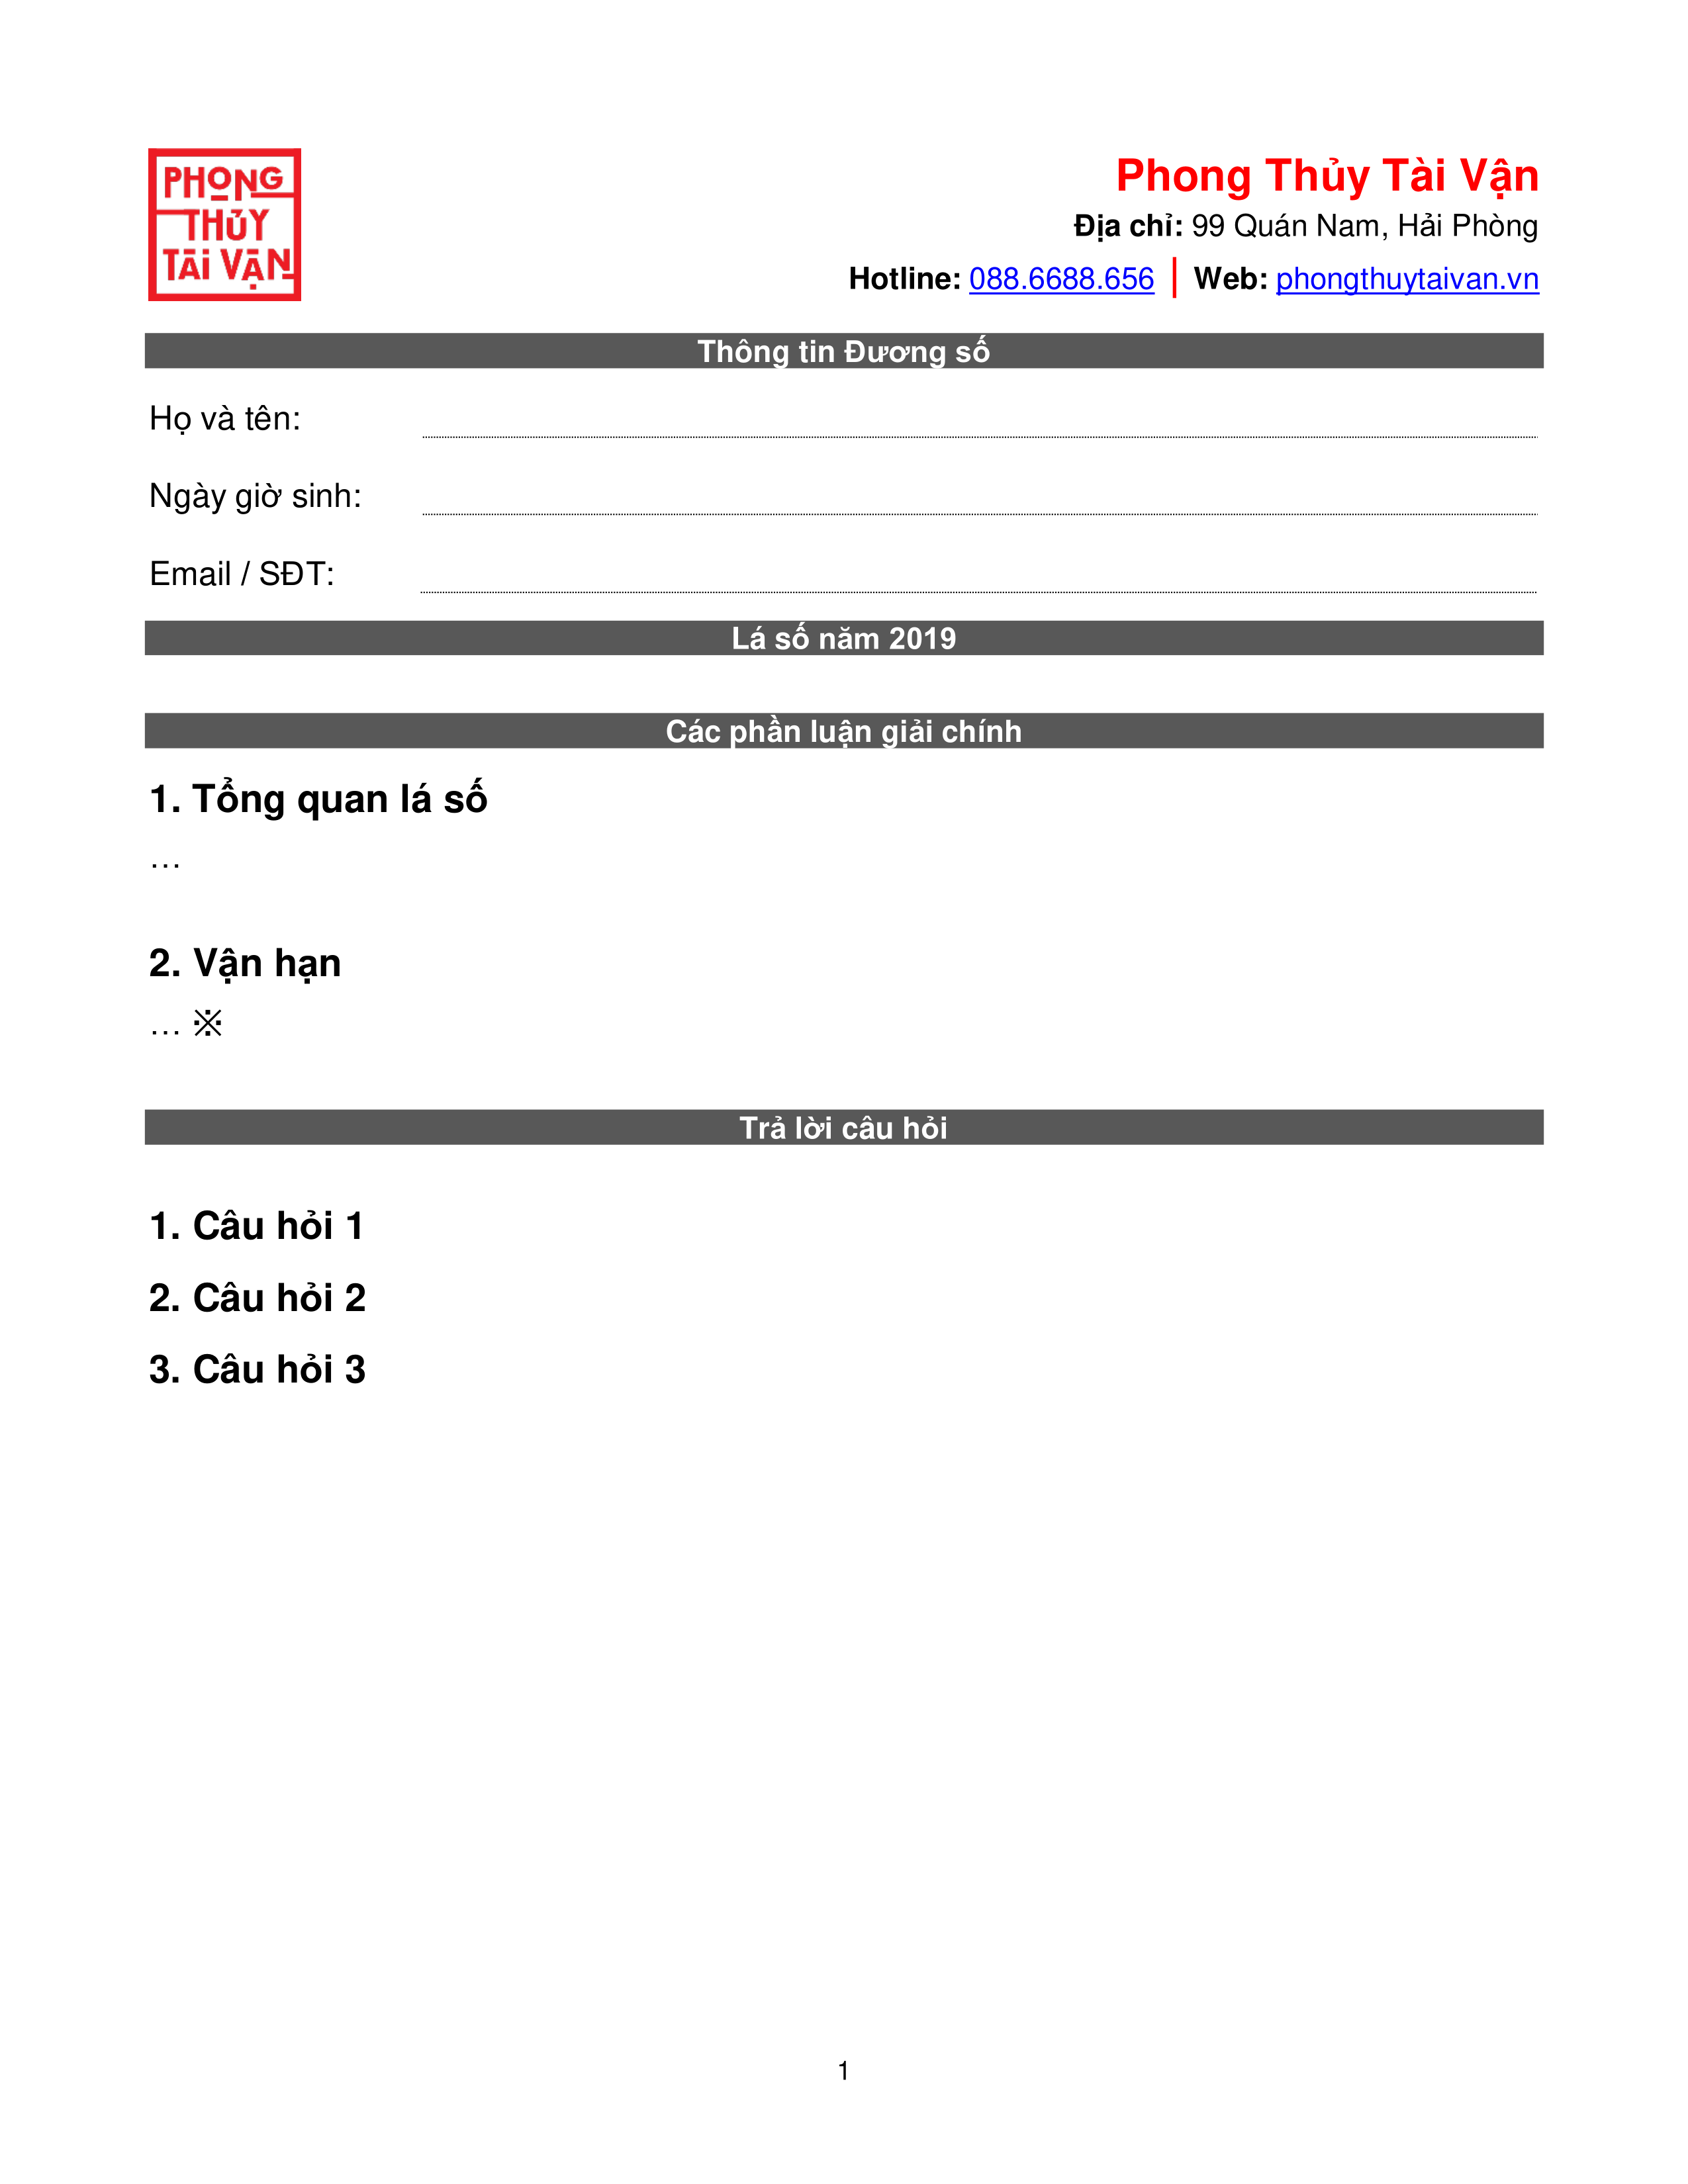 PHONG
THỦY
TÀI VẬN
Phong Thủy Tài Vận
Địa chỉ: 99 Quán Nam, Hải Phòng
Hotline: 088.6688.656 | Web: phongthuytaivan.vn
Thông tin Đương số
Họ và tên:
Ngày giờ sinh:
Email / SĐT:
Lá số năm 2019
Các phần luận giải chính
1. Tổng quan lá số
…
2. Vận hạn
… ※
Trả lời câu hỏi
1. Câu hỏi 1
2. Câu hỏi 2
3. Câu hỏi 3
1